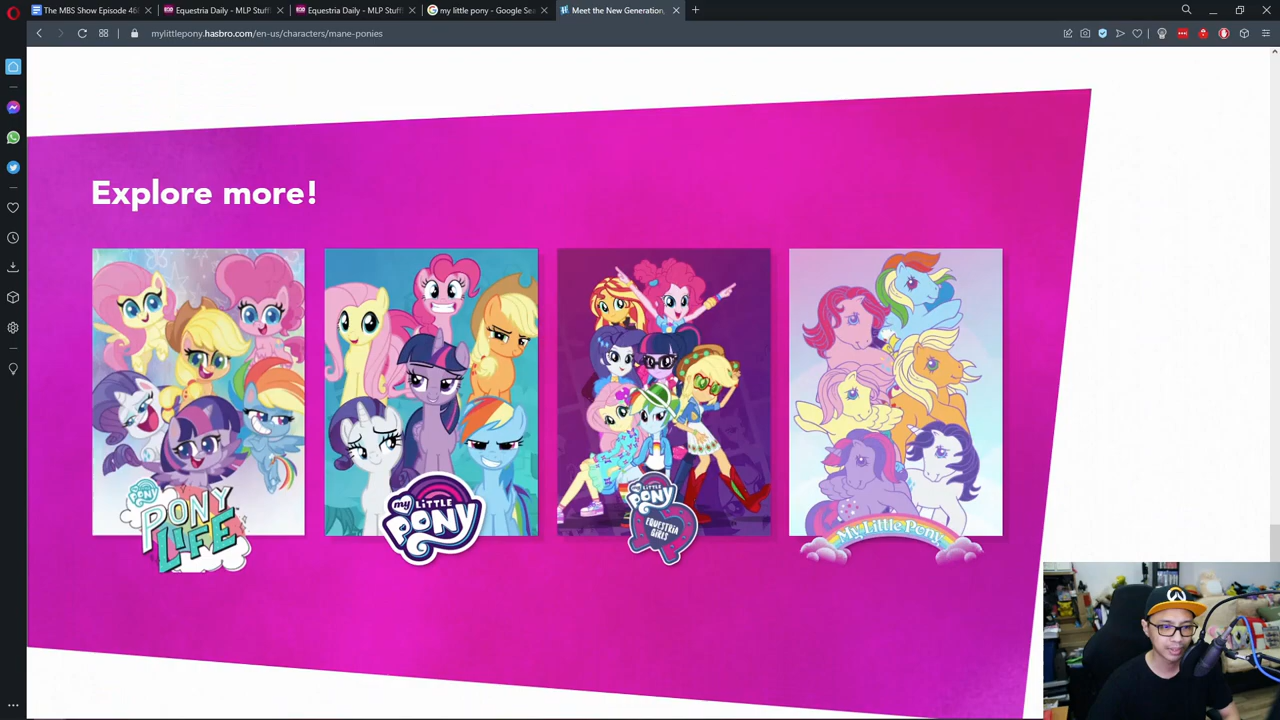 The MBS Show Episode 46
Equestria Daily - MLP Stuff!
Equestria Daily - MLP Stuff!
my little pony - Google Sea
Meet the New Generation,
mylittlepony.hasbro.com/en-us/characters/mane-ponies
Explore more!
PONY
PONY LIFE
my LITTLE
PONY
my LITTLE
PONY
EQUESTRIA
GIRLS
My Little Pony